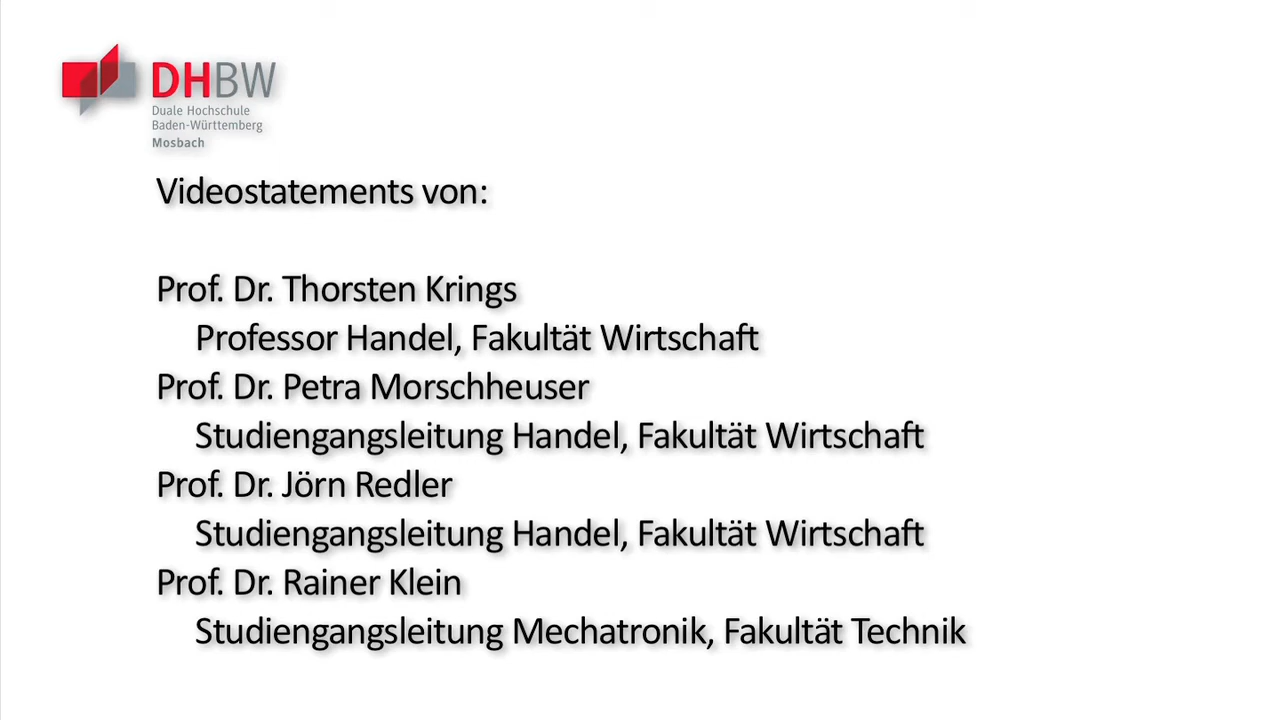 DHBW
Duale Hochschule
Baden-Württemberg
Mosbach
Videostatements von:
Prof. Dr. Thorsten Krings
Professor Handel, Fakultät Wirtschaft
Prof. Dr. Petra Morschheuser
Studiengangsleitung Handel, Fakultät Wirtschaft
Prof. Dr. Jörn Redler
Studiengangsleitung Handel, Fakultät Wirtschaft
Prof. Dr. Rainer Klein
Studiengangsleitung Mechatronik, Fakultät Technik